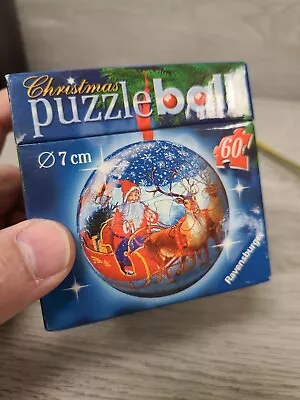 Christmas
puzzleball
60
Ø 7 cm
Ravensburger